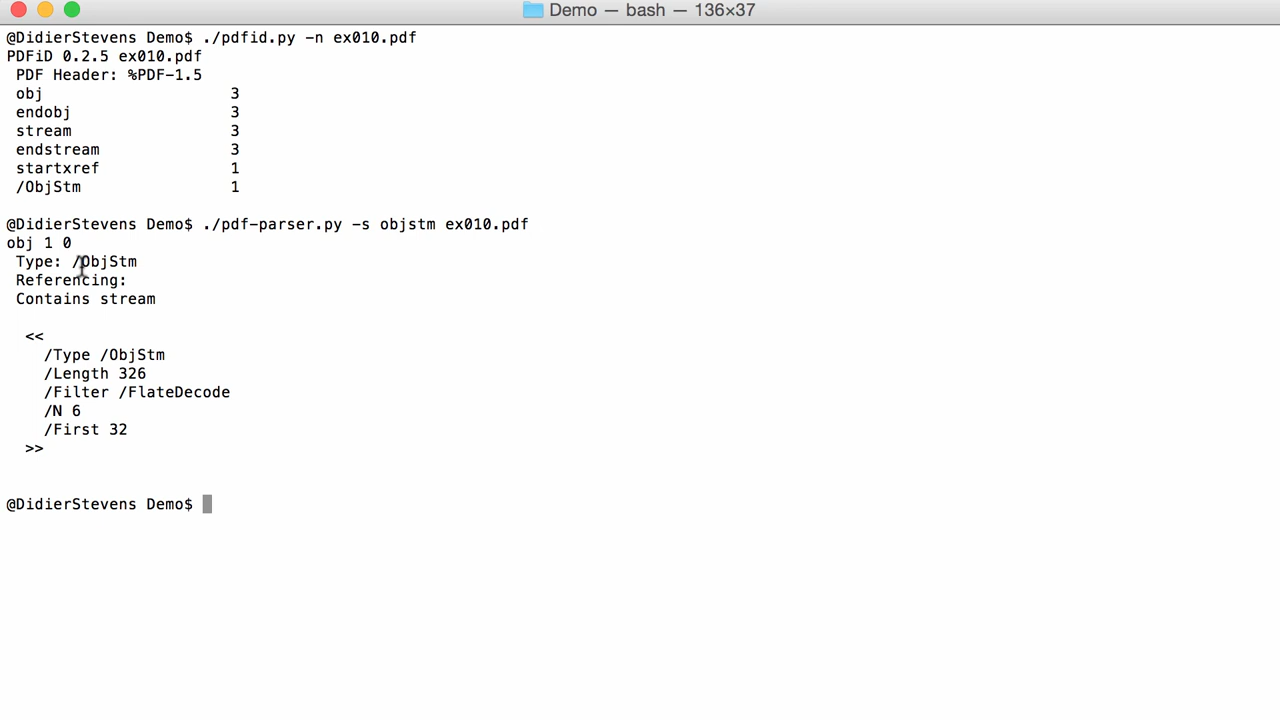 Demo — bash — 136×37
@DidierStevens Demo$ ./pdfid.py -n ex010.pdf
PDFiD 0.2.5 ex010.pdf
 PDF Header: %PDF-1.5
 obj                    3
 endobj                 3
 stream                 3
 endstream              3
 startxref              1
 /ObjStm                1
@DidierStevens Demo$ ./pdf-parser.py -s objstm ex010.pdf
obj 1 0
 Type: /ObjStm
 Referencing:
 Contains stream
  <<
    /Type /ObjStm
    /Length 326
    /Filter /FlateDecode
    /N 6
    /First 32
  >>
@DidierStevens Demo$